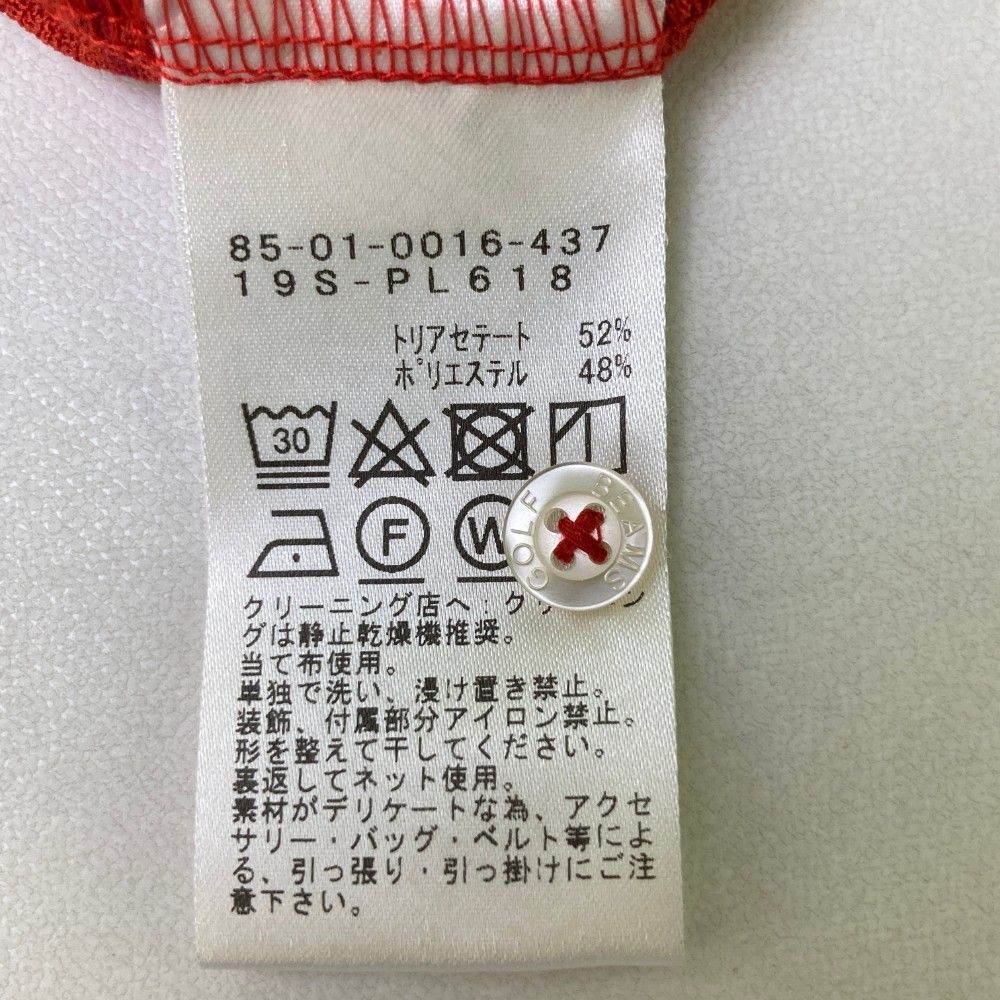 85-01-0016-437
19S-PL618
トリアセテート 52%
ポリエステル 48%
30
F
W
BEAMS GOLF
クリーニング店へ:ク
グは静止乾燥機推奨。
当て布使用。
単独で洗い、浸け置き禁止。
装飾、付属部分アイロン禁止。
形を整えて干してください。
裏返してネット使用。
素材がデリケートな為、アクセ
サリー・バッグ・ベルト等によ
る、引っ張り・引っ掛けにご注
意下さい。